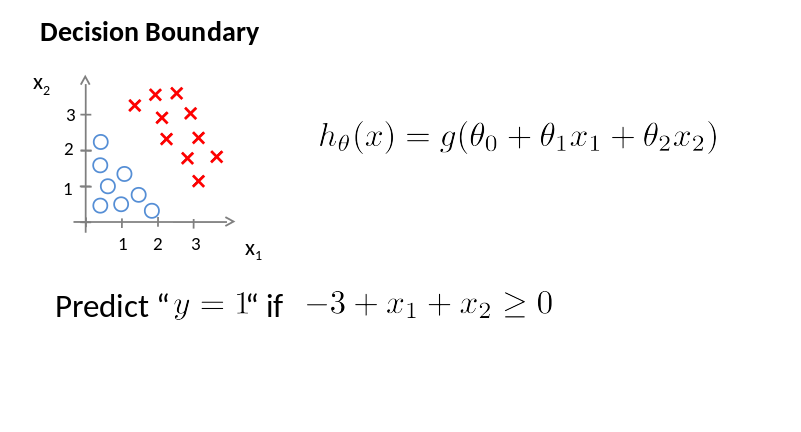 Decision Boundary
x₂
3
2
1
1 2 3
x₁
h_θ(x) = g(θ₀ + θ₁x₁ + θ₂x₂)
Predict “y = 1“ if −3 + x₁ + x₂ ≥ 0